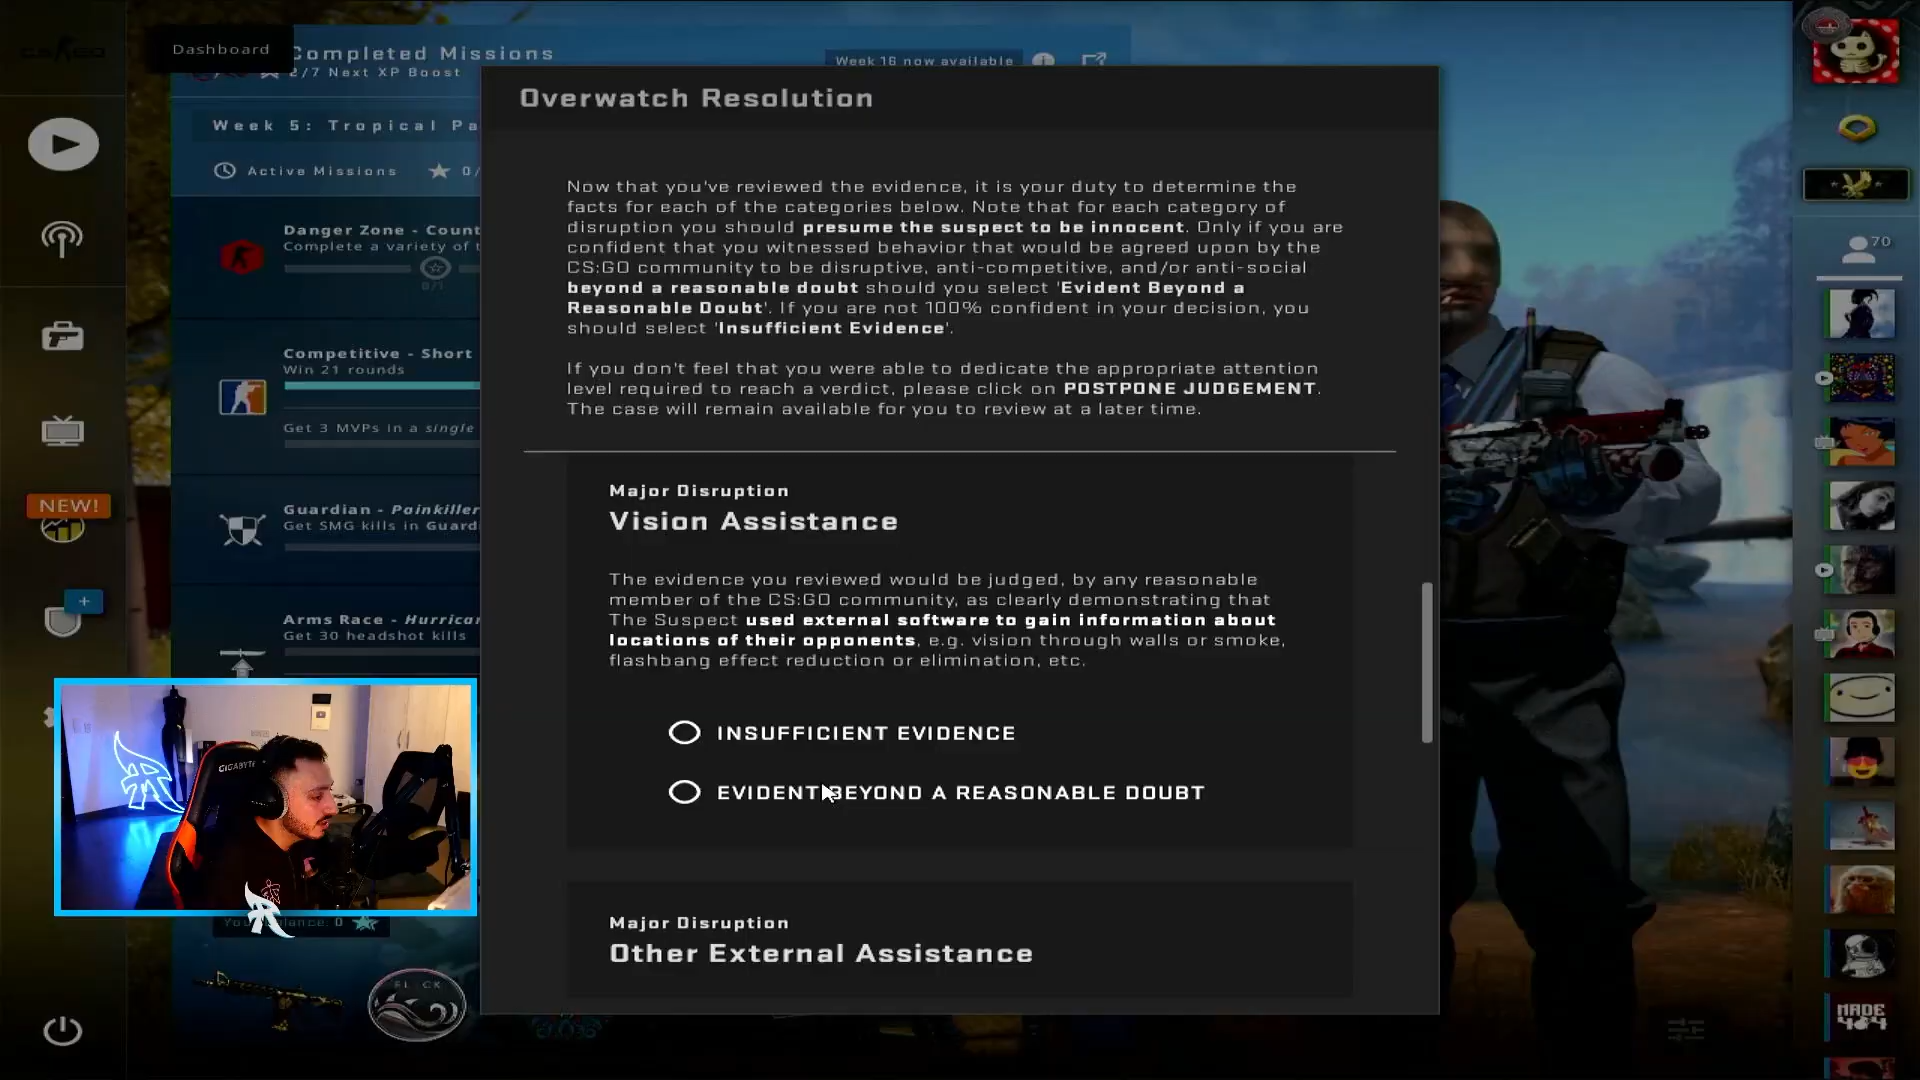 Dashboard
Completed Missions
2/7 Next XP Boost
Week 16 now available
Week 5: Tropical Pa
Active Missions
0/
Danger Zone - Count
Complete a variety of t
0/1
Competitive - Short
Win 21 rounds
Get 3 MVPs in a single
NEW!
Guardian - Painkiller
Get SMG kills in Guard
Arms Race - Hurrica
Get 30 headshot kills
GIGABYTE
Overwatch Resolution
Now that you've reviewed the evidence, it is your duty to determine the
facts for each of the categories below. Note that for each category of
disruption you should presume the suspect to be innocent. Only if you are
confident that you witnessed behavior that would be agreed upon by the
CS:GO community to be disruptive, anti-competitive, and/or anti-social
beyond a reasonable doubt should you select 'Evident Beyond a
Reasonable Doubt'. If you are not 100% confident in your decision, you
should select 'Insufficient Evidence'.
If you don't feel that you were able to dedicate the appropriate attention
level required to reach a verdict, please click on POSTPONE JUDGEMENT.
The case will remain available for you to review at a later time.
Major Disruption
Vision Assistance
The evidence you reviewed would be judged, by any reasonable
member of the CS:GO community, as clearly demonstrating that
The Suspect used external software to gain information about
locations of their opponents, e.g. vision through walls or smoke,
flashbang effect reduction or elimination, etc.
INSUFFICIENT EVIDENCE
EVIDENT BEYOND A REASONABLE DOUBT
Major Disruption
Other External Assistance
70
MADE